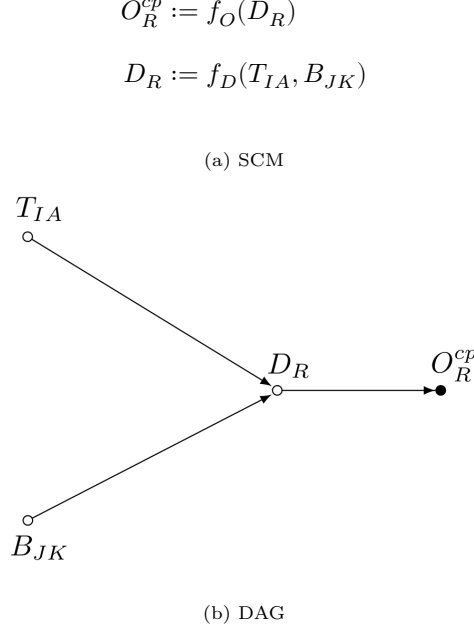 O_R^{cp} := f_O(D_R)
D_R := f_D(T_{IA}, B_{JK})
(a) SCM
T_{IA}
D_R
O_R^{cp}
B_{JK}
(b) DAG